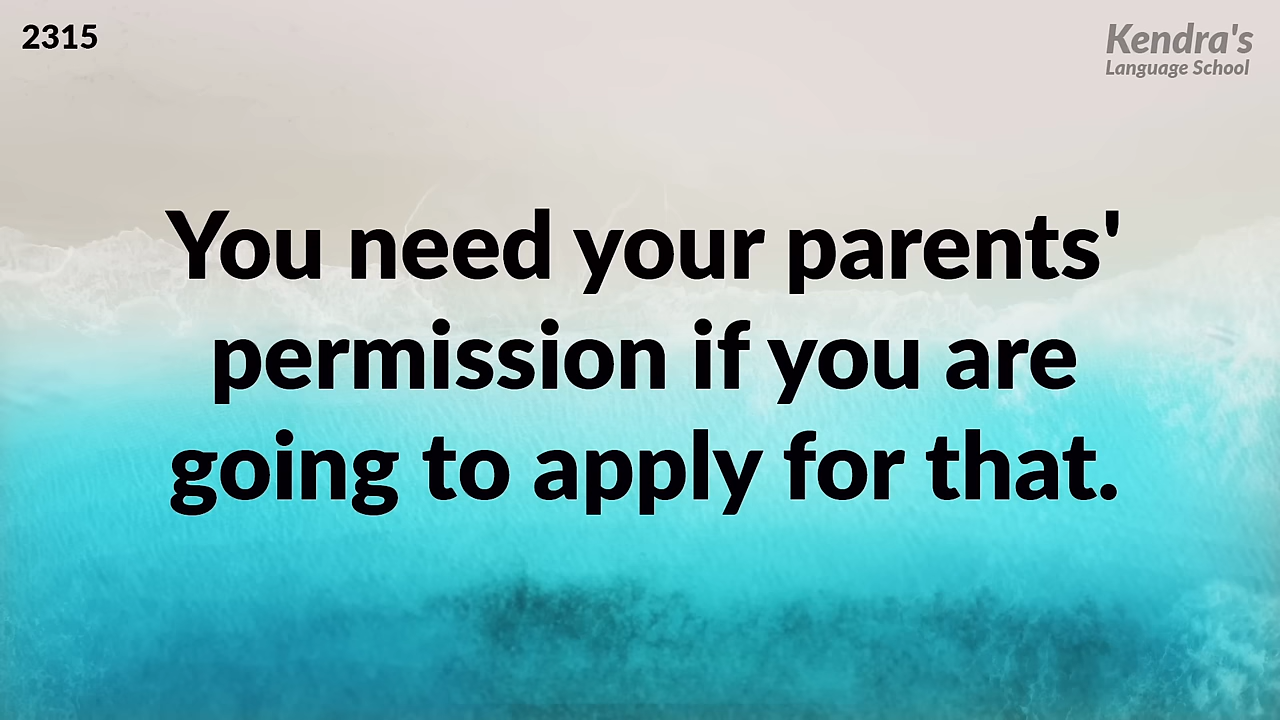 2315
Kendra's
Language School
You need your parents'
permission if you are
going to apply for that.